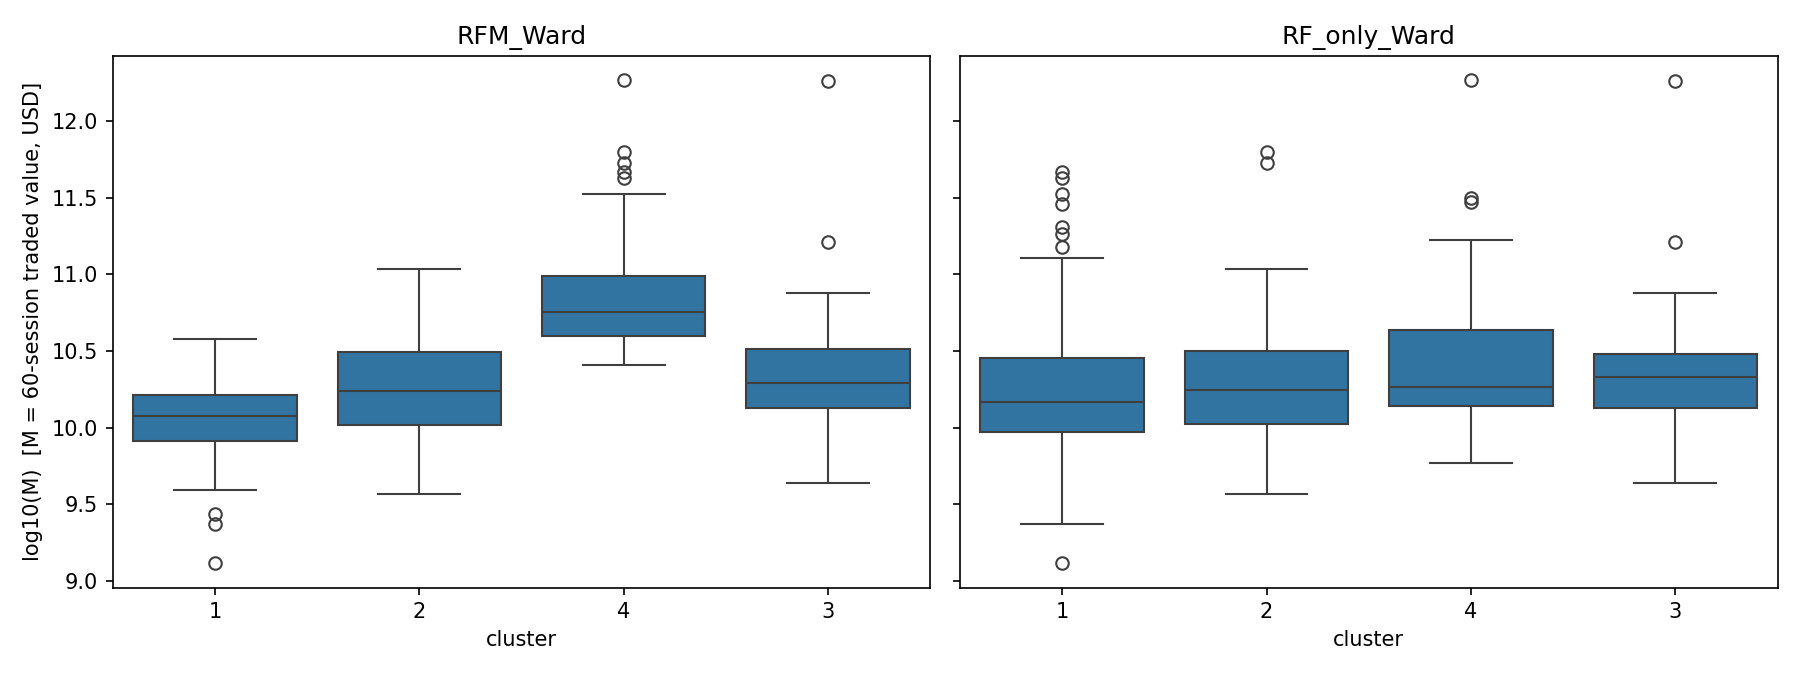 RFM_Ward
RF_only_Ward
log10(M)  [M = 60-session traded value, USD]
12.0
11.5
11.0
10.5
10.0
9.5
9.0
1 2 4 3
1 2 4 3
cluster
cluster